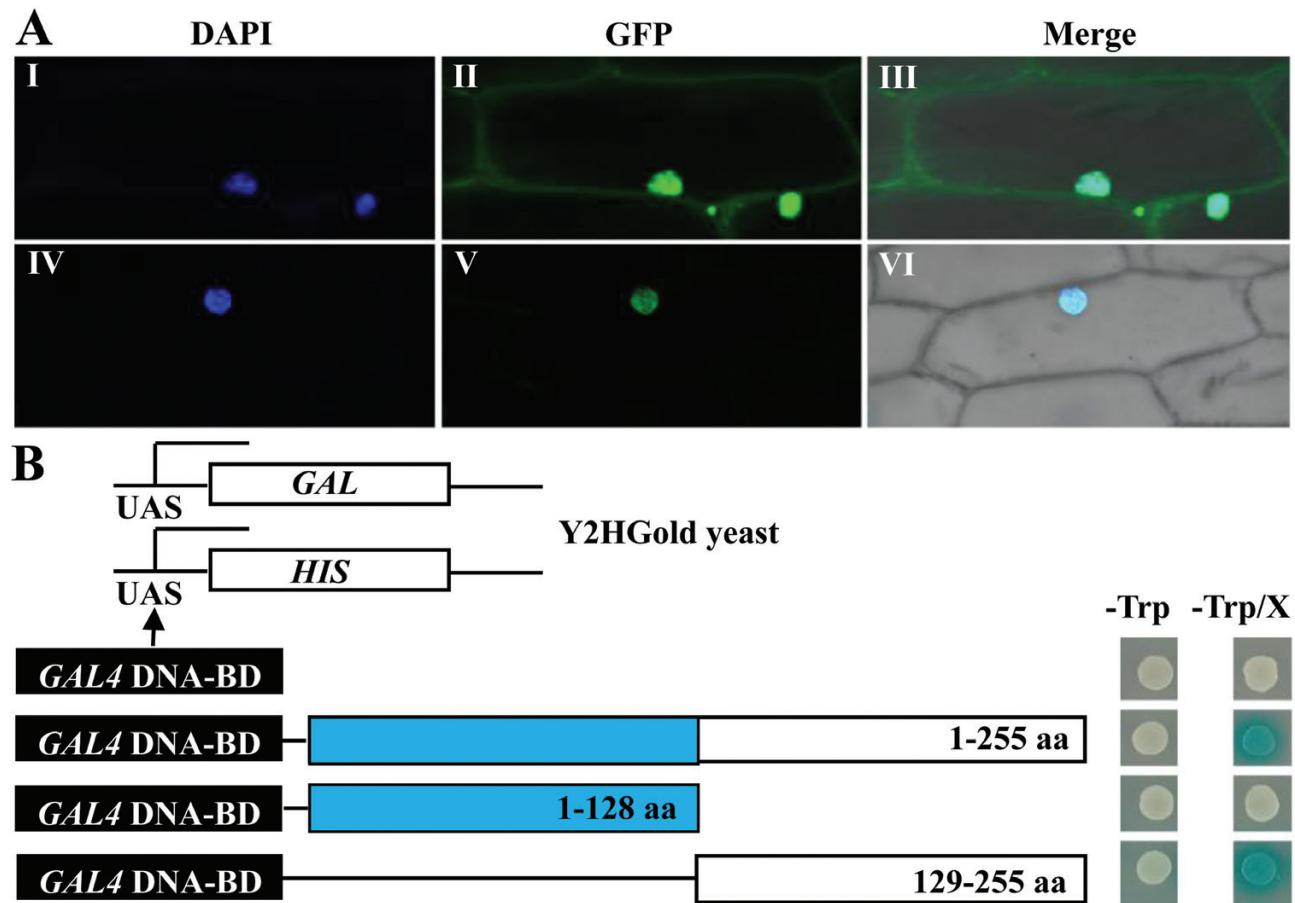 A
DAPI GFP Merge
I II III
IV V VI
B
GAL
UAS
Y2HGold yeast
HIS
UAS
-Trp -Trp/X
GAL4 DNA-BD
GAL4 DNA-BD 1-255 aa
GAL4 DNA-BD 1-128 aa
GAL4 DNA-BD 129-255 aa